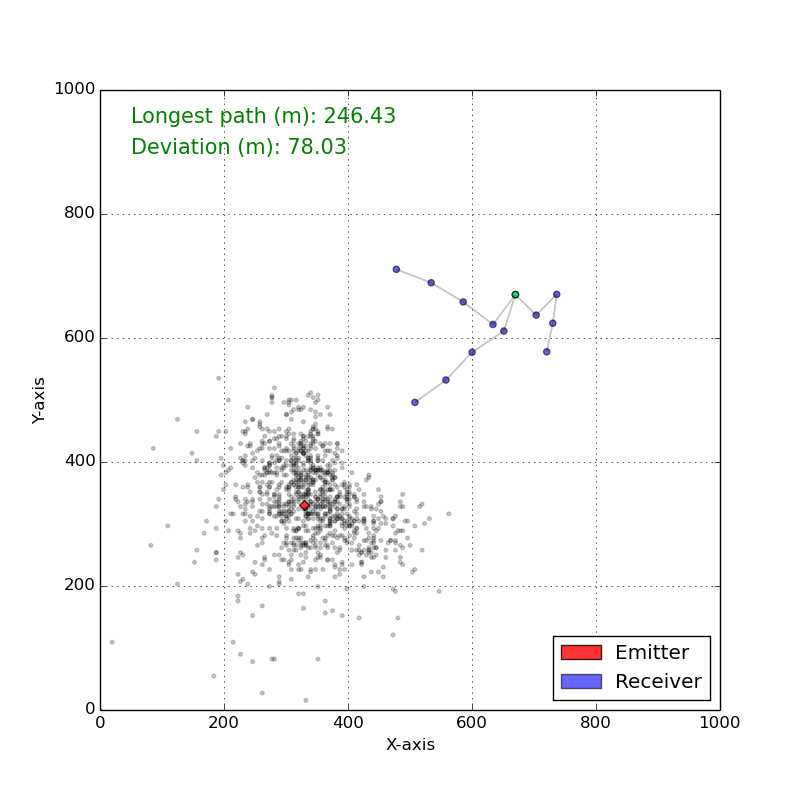 Longest path (m): 246.43
Deviation (m): 78.03
1000
800
600
400
200
0
Y-axis
0 200 400 600 800 1000
X-axis
Emitter
Receiver